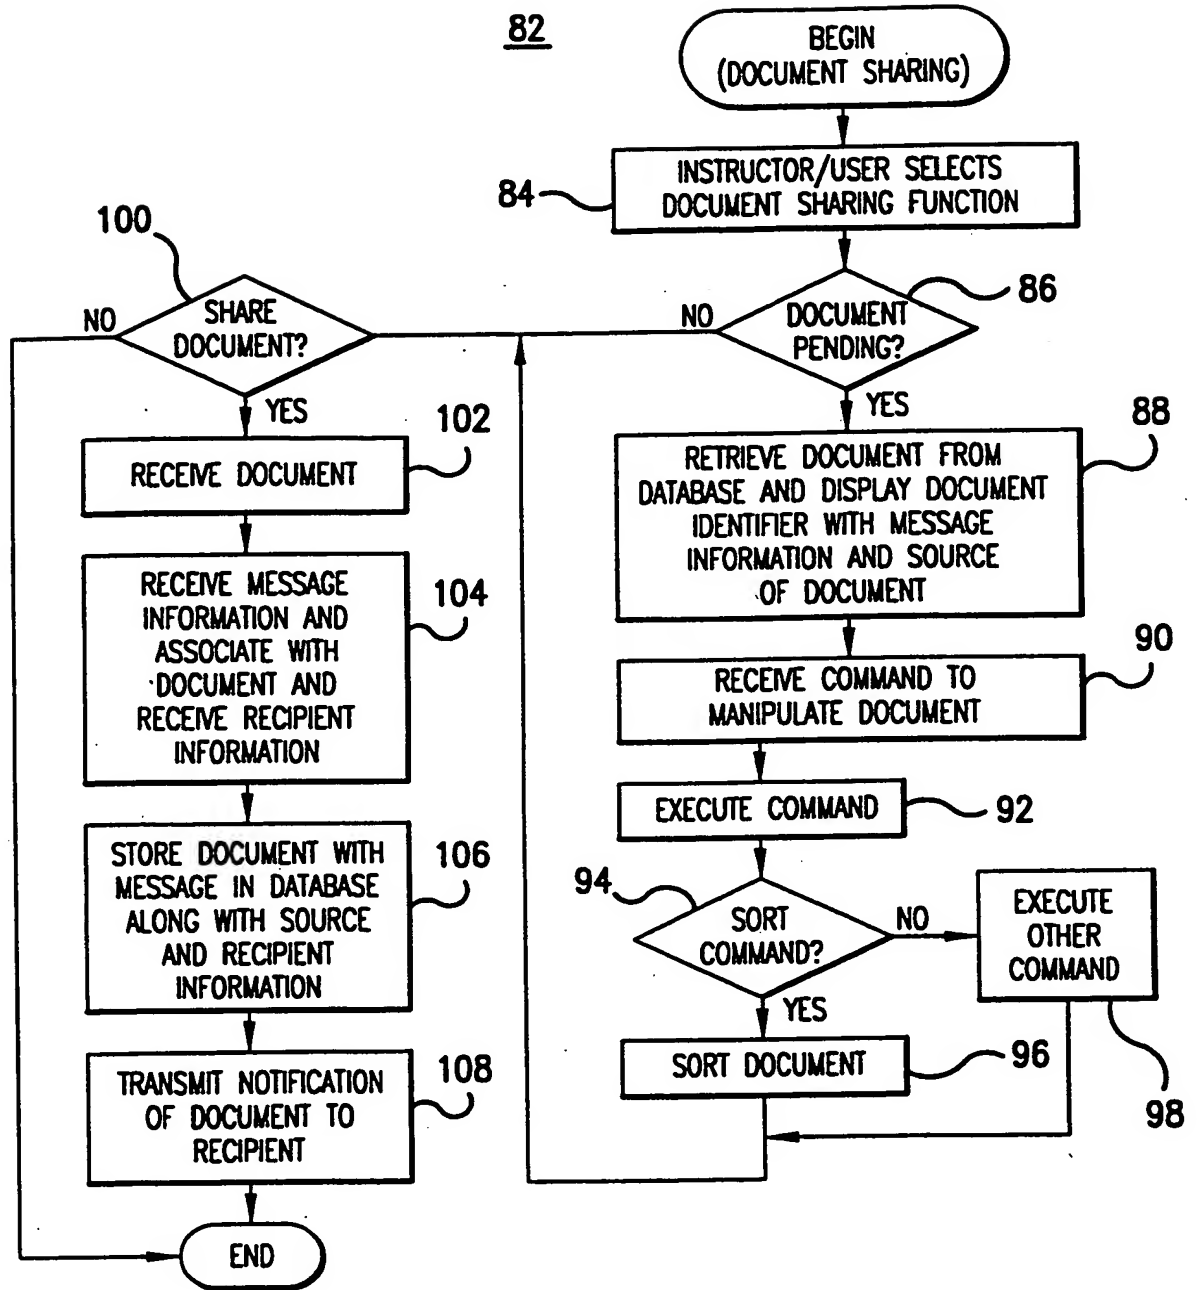 82
BEGIN
(DOCUMENT SHARING)
INSTRUCTOR/USER SELECTS
DOCUMENT SHARING FUNCTION
84
DOCUMENT
PENDING?
86
NO
YES
RETRIEVE DOCUMENT FROM
DATABASE AND DISPLAY DOCUMENT
IDENTIFIER WITH MESSAGE
INFORMATION AND SOURCE
OF DOCUMENT
88
RECEIVE COMMAND TO
MANIPULATE DOCUMENT
90
EXECUTE COMMAND
92
94
SORT
COMMAND?
NO
EXECUTE
OTHER
COMMAND
98
YES
SORT DOCUMENT
96
100
SHARE
DOCUMENT?
NO
YES
RECEIVE DOCUMENT
102
RECEIVE MESSAGE
INFORMATION AND
ASSOCIATE WITH
DOCUMENT AND
RECEIVE RECIPIENT
INFORMATION
104
STORE DOCUMENT WITH
MESSAGE IN DATABASE
ALONG WITH SOURCE
AND RECIPIENT
INFORMATION
106
TRANSMIT NOTIFICATION
OF DOCUMENT TO
RECIPIENT
108
END